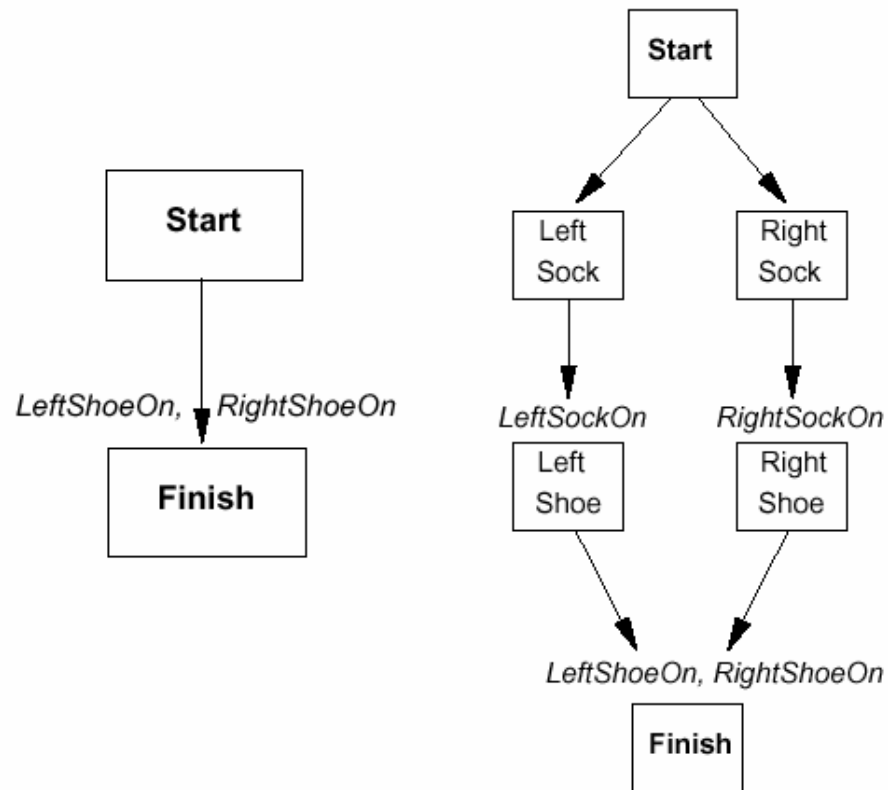 Start
LeftShoeOn, RightShoeOn
Finish
Start
Left
Sock
Right
Sock
LeftSockOn
RightSockOn
Left
Shoe
Right
Shoe
LeftShoeOn, RightShoeOn
Finish